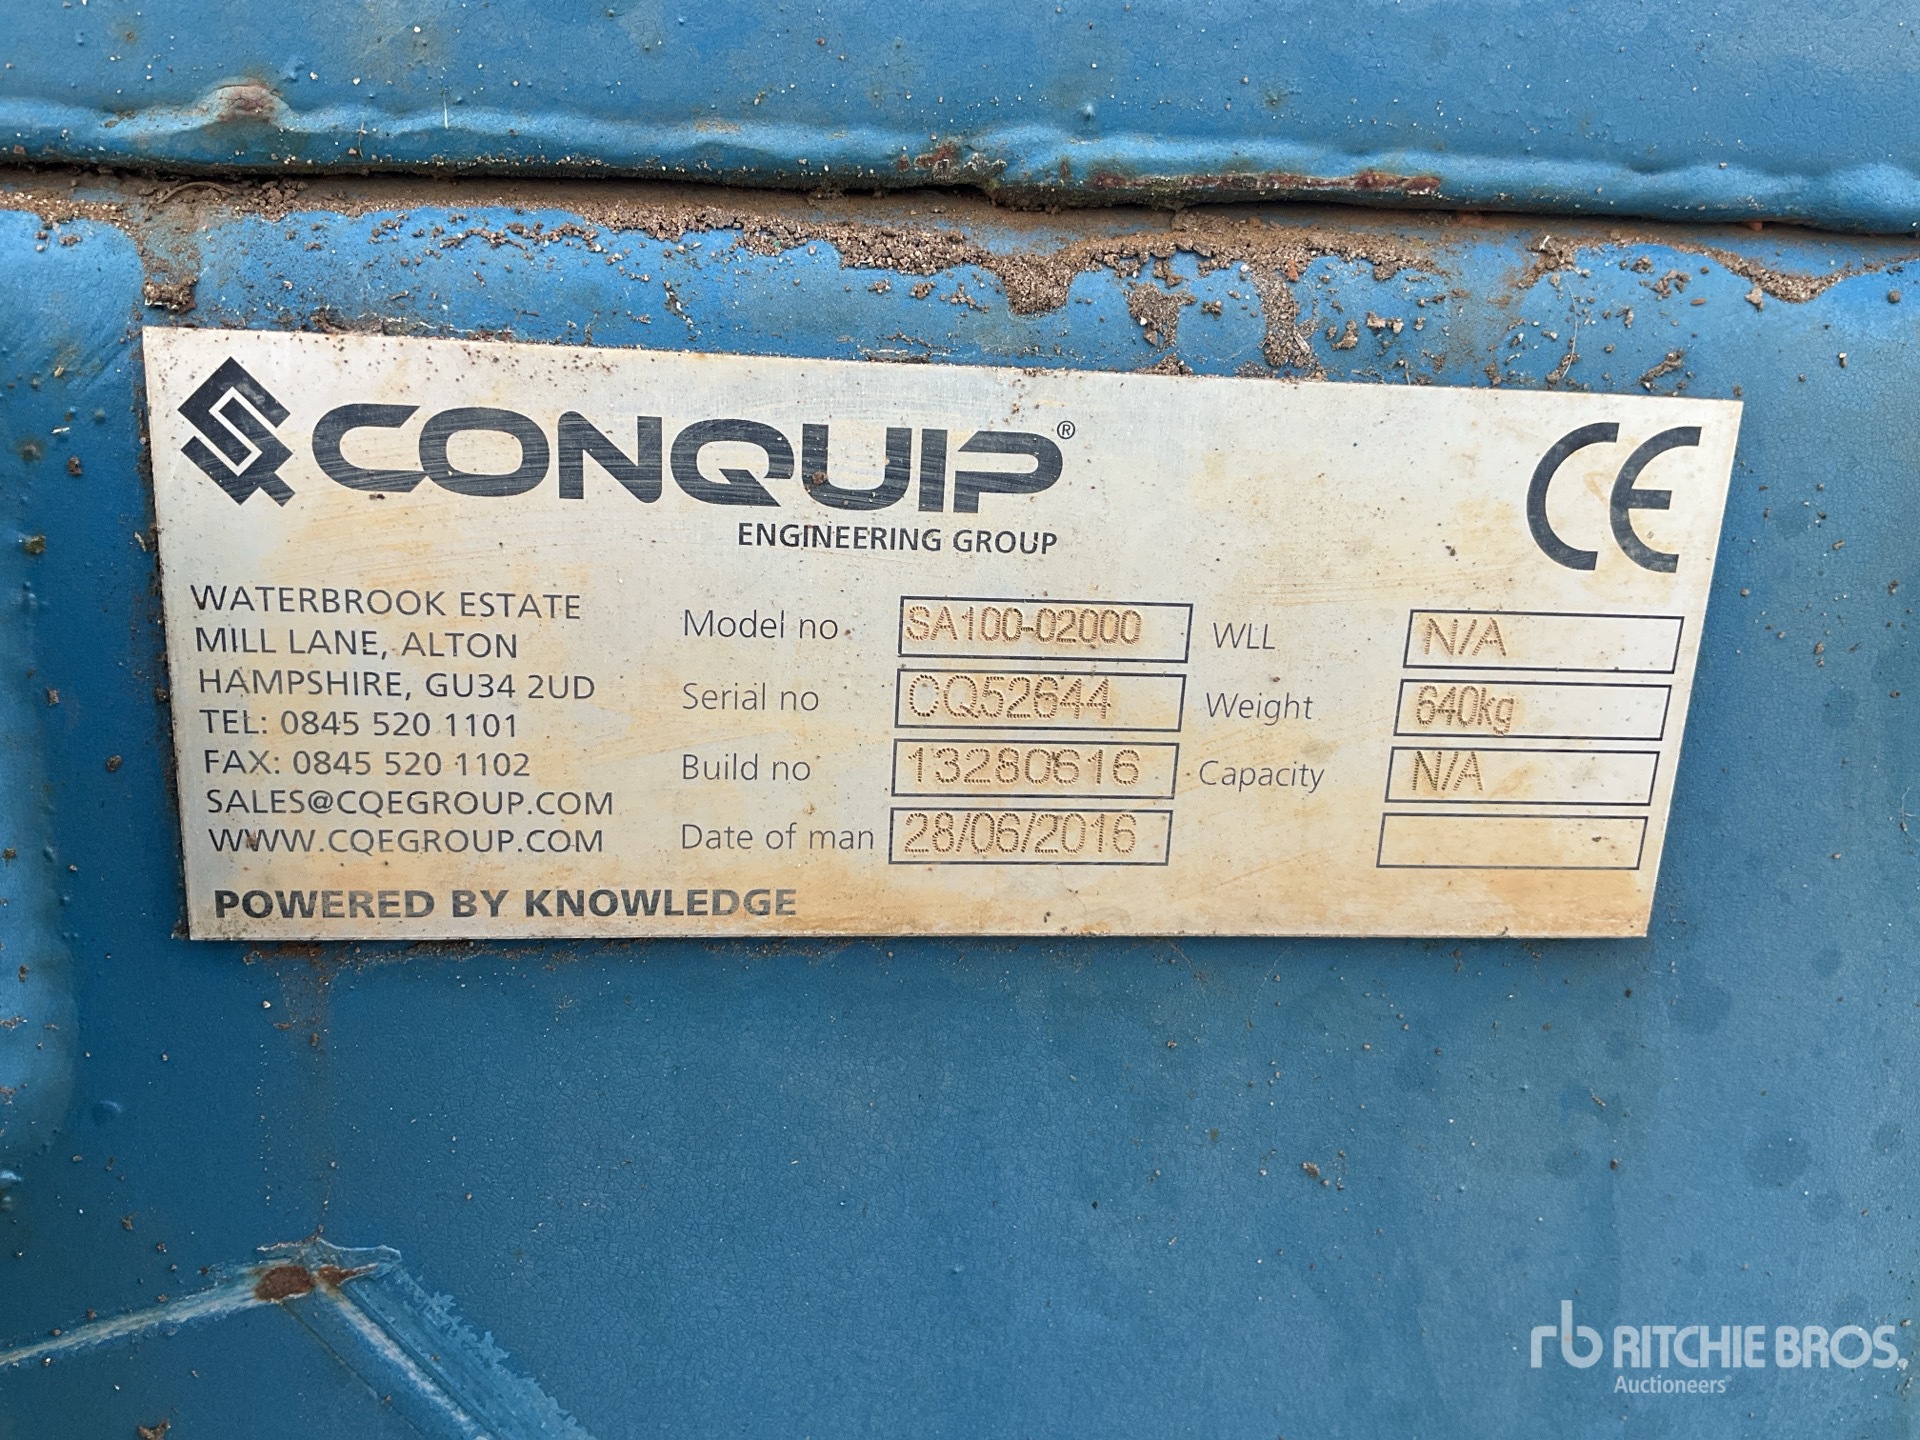 CONQUIP®
ENGINEERING GROUP
CE
WATERBROOK ESTATE
MILL LANE, ALTON
HAMPSHIRE, GU34 2UD
TEL: 0845 520 1101
FAX: 0845 520 1102
SALES@CQEGROUP.COM
WWW.CQEGROUP.COM
POWERED BY KNOWLEDGE
Model no SA100-02000
Serial no CQ52644
Build no 13280616
Date of man 28/06/2016
WLL N/A
Weight 640kg
Capacity N/A
rb RITCHIE BROS.
Auctioneers